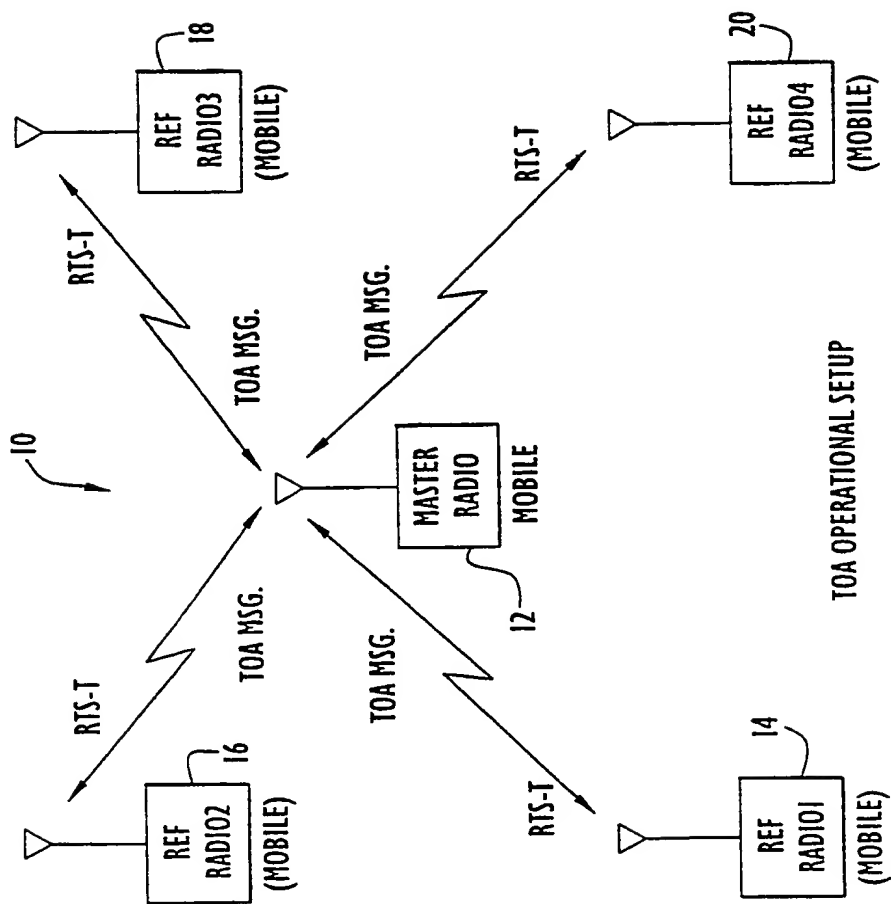 10
REF
RADIO2
(MOBILE)
16
RTS-T
TOA MSG.
REF
RADIO3
(MOBILE)
18
RTS-T
TOA MSG.
MASTER
RADIO
MOBILE
12
TOA MSG.
RTS-T
REF
RADIO1
(MOBILE)
14
TOA MSG.
RTS-T
REF
RADIO4
(MOBILE)
20
TOA OPERATIONAL SETUP